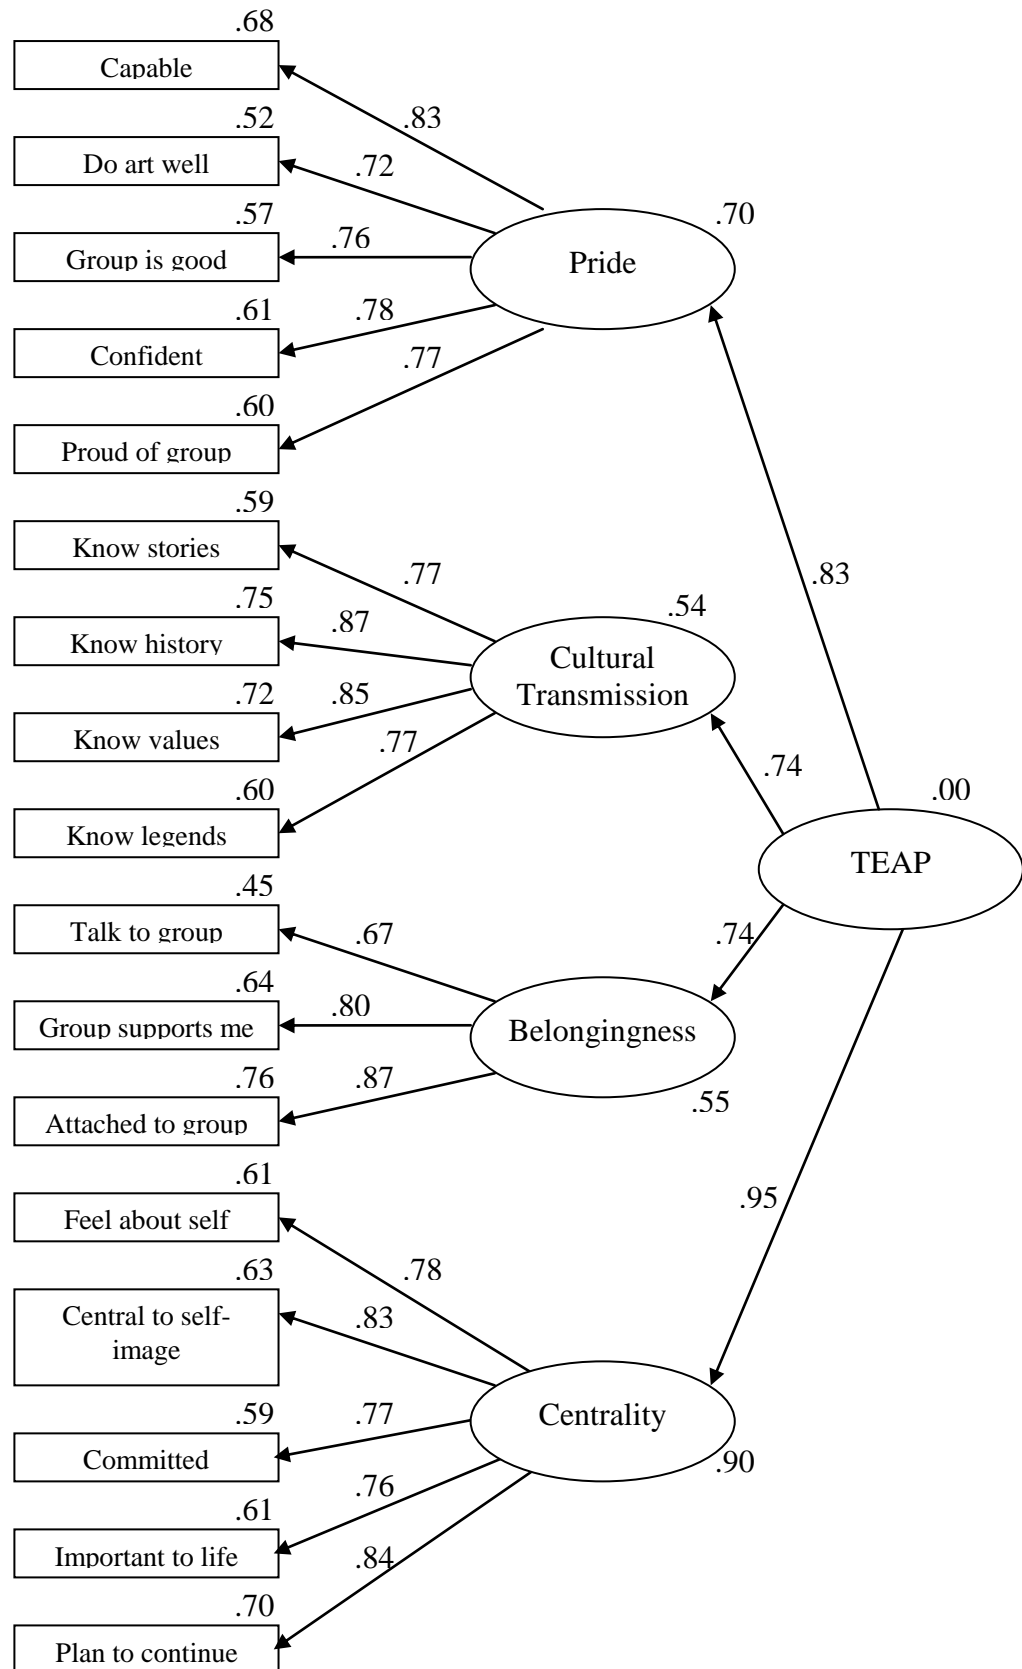 .68
Capable
.83
.52
Do art well
.72
.57
Group is good
.76
.70
Pride
.61
Confident
.78
.77
.60
Proud of group
.59
Know stories
.77
.83
.75
Know history
.87
.54
Cultural
Transmission
.72
Know values
.85
.77
.74
.60
Know legends
.00
TEAP
.45
Talk to group
.67
.74
.64
Group supports me
.80
Belongingness
.76
Attached to group
.87
.55
.61
Feel about self
.95
.78
.63
Central to self-
image
.83
.59
Committed
.77
Centrality
.90
.61
Important to life
.76
.84
.70
Plan to continue